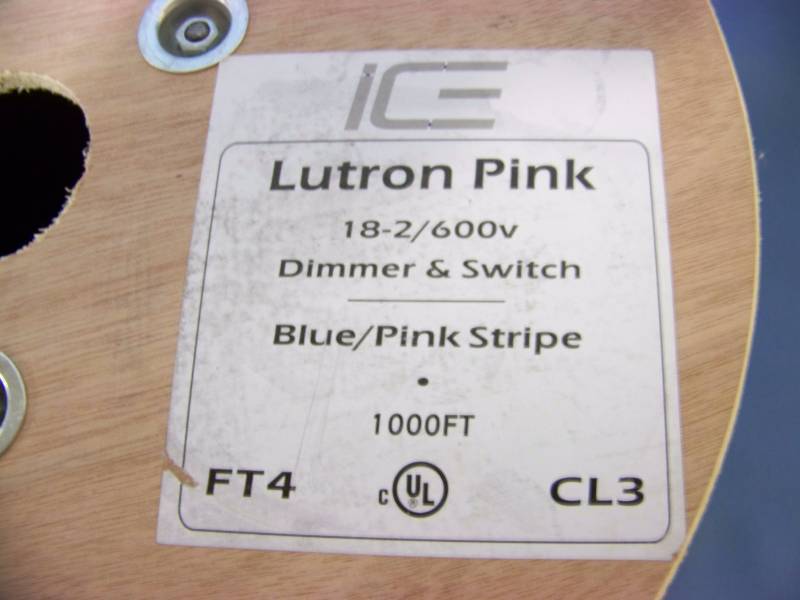 ICE
Lutron Pink
18-2/600v
Dimmer & Switch
Blue/Pink Stripe
•
1000FT
FT4 c UL ® CL3